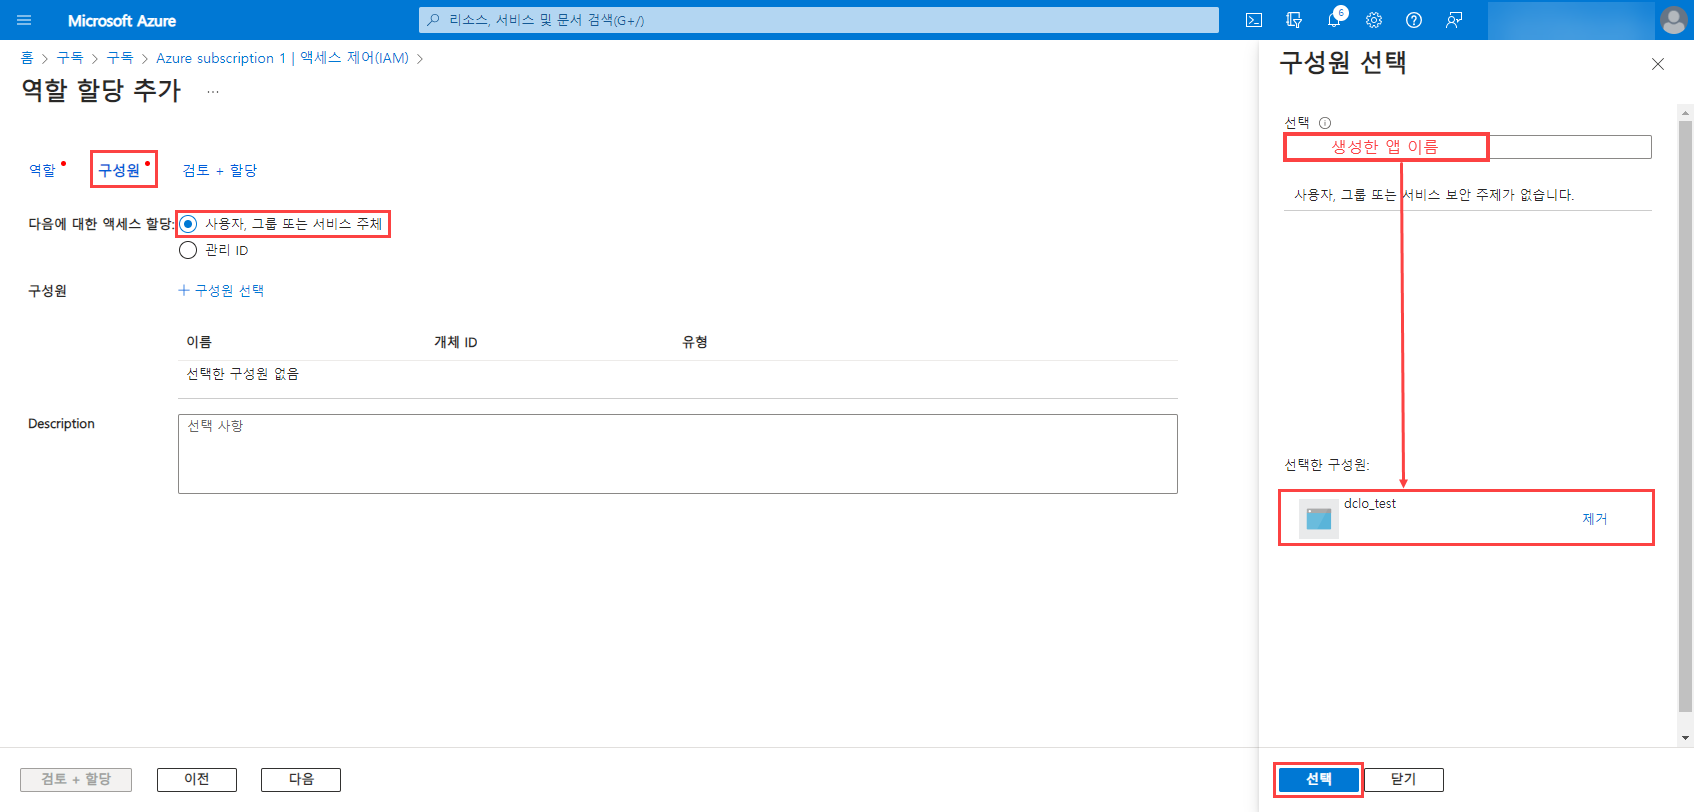 Microsoft Azure
리소스, 서비스 및 문서 검색(G+/)
6
홈 > 구독 > 구독 > Azure subscription 1 | 액세스 제어(IAM) >
역할 할당 추가 ...
역할
구성원
검토 + 할당
다음에 대한 액세스 할당:
사용자, 그룹 또는 서비스 주체
관리 ID
구성원
+ 구성원 선택
이름 개체 ID 유형
선택한 구성원 없음
Description
선택 사항
검토 + 할당
이전
다음
구성원 선택
선택
생성한 앱 이름
사용자, 그룹 또는 서비스 보안 주제가 없습니다.
선택한 구성원:
dclo_test
제거
선택
닫기